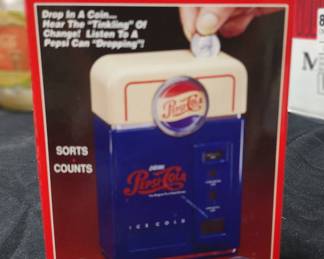 Drop In A Coin...
Hear The "Tinkling" Of
Change! Listen To A
Pepsi Can "Dropping"!
Pepsi-Cola
SORTS
COUNTS
DRINK
Pepsi-Cola
ICE COLD
M